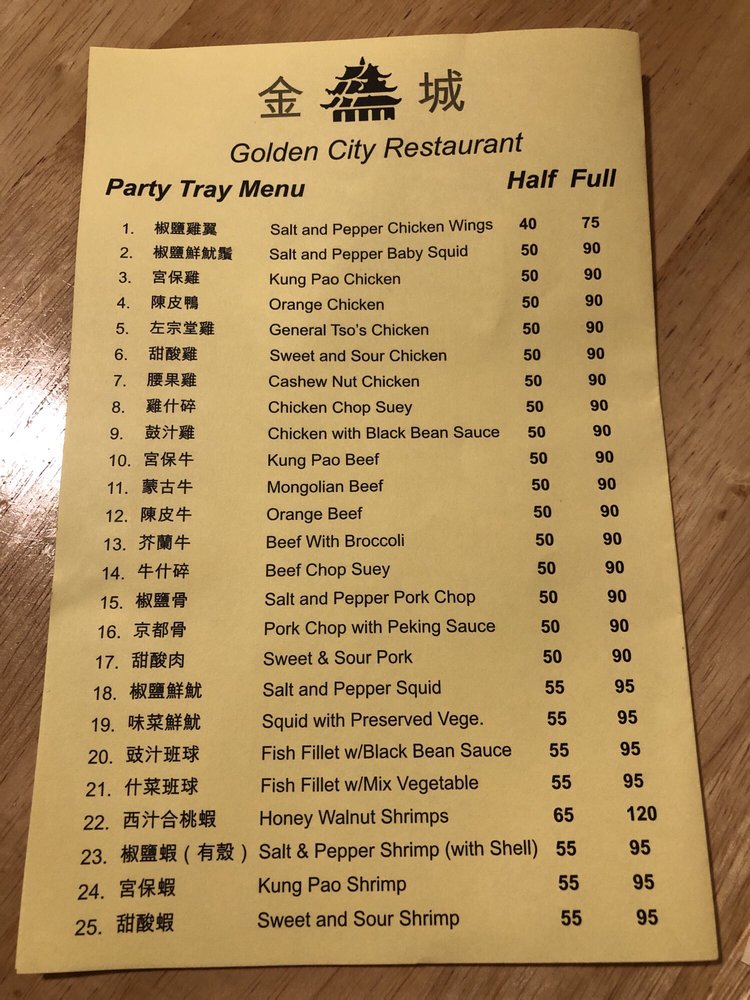 金 城
Golden City Restaurant
Party Tray Menu Half Full
1. 椒鹽雞翼 Salt and Pepper Chicken Wings 40 75
2. 椒鹽鮮魷鬚 Salt and Pepper Baby Squid 50 90
3. 宮保雞 Kung Pao Chicken 50 90
4. 陳皮鴨 Orange Chicken 50 90
5. 左宗堂雞 General Tso's Chicken 50 90
6. 甜酸雞 Sweet and Sour Chicken 50 90
7. 腰果雞 Cashew Nut Chicken 50 90
8. 雞什碎 Chicken Chop Suey 50 90
9. 鼓汁雞 Chicken with Black Bean Sauce 50 90
10. 宮保牛 Kung Pao Beef 50 90
11. 蒙古牛 Mongolian Beef 50 90
12. 陳皮牛 Orange Beef 50 90
13. 芥蘭牛 Beef With Broccoli 50 90
14. 牛什碎 Beef Chop Suey 50 90
15. 椒鹽骨 Salt and Pepper Pork Chop 50 90
16. 京都骨 Pork Chop with Peking Sauce 50 90
17. 甜酸肉 Sweet & Sour Pork 50 90
18. 椒鹽鮮魷 Salt and Pepper Squid 55 95
19. 味菜鮮魷 Squid with Preserved Vege. 55 95
20. 豉汁班球 Fish Fillet w/Black Bean Sauce 55 95
21. 什菜班球 Fish Fillet w/Mix Vegetable 55 95
22. 西汁合桃蝦 Honey Walnut Shrimps 65 120
23. 椒鹽蝦（有殼） Salt & Pepper Shrimp (with Shell) 55 95
24. 宮保蝦 Kung Pao Shrimp 55 95
25. 甜酸蝦 Sweet and Sour Shrimp 55 95